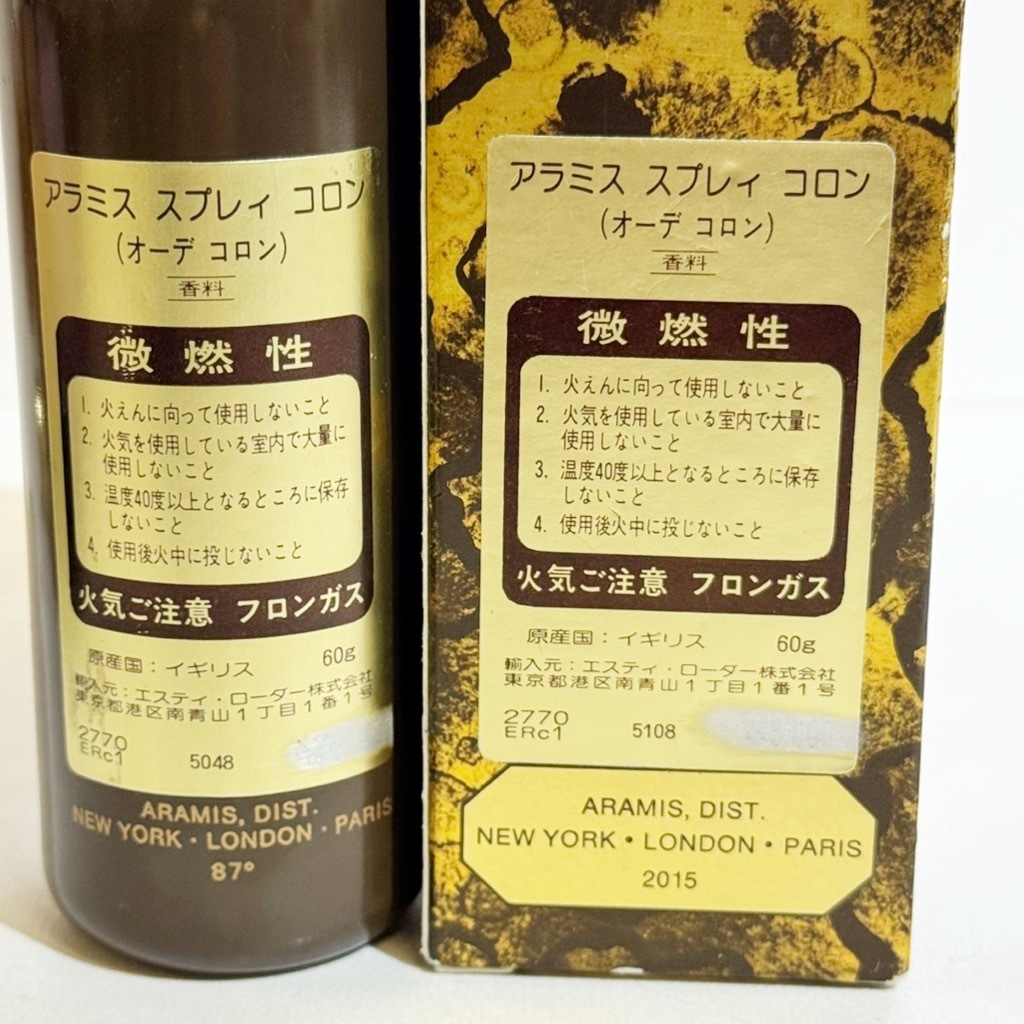 アラミス スプレィ コロン
(オーデ コロン)
香料
微燃性
1. 火えんに向って使用しないこと
2. 火気を使用している室内で大量に
使用しないこと
3. 温度40度以上となるところに保存
しないこと
4. 使用後火中に投じないこと
火気ご注意 フロンガス
原産国：イギリス 60g
輸入元：エスティ・ローダー株式会社
東京都港区南青山1丁目1番1号
2770
ERc1 5048
ARAMIS, DIST.
NEW YORK・LONDON・PARIS
87°
アラミス スプレィ コロン
(オーデ コロン)
香料
微燃性
1. 火えんに向って使用しないこと
2. 火気を使用している室内で大量に
使用しないこと
3. 温度40度以上となるところに保存
しないこと
4. 使用後火中に投じないこと
火気ご注意 フロンガス
原産国：イギリス 60g
輸入元：エスティ・ローダー株式会社
東京都港区南青山1丁目1番1号
2770
ERc1 5108
ARAMIS, DIST.
NEW YORK • LONDON • PARIS
2015